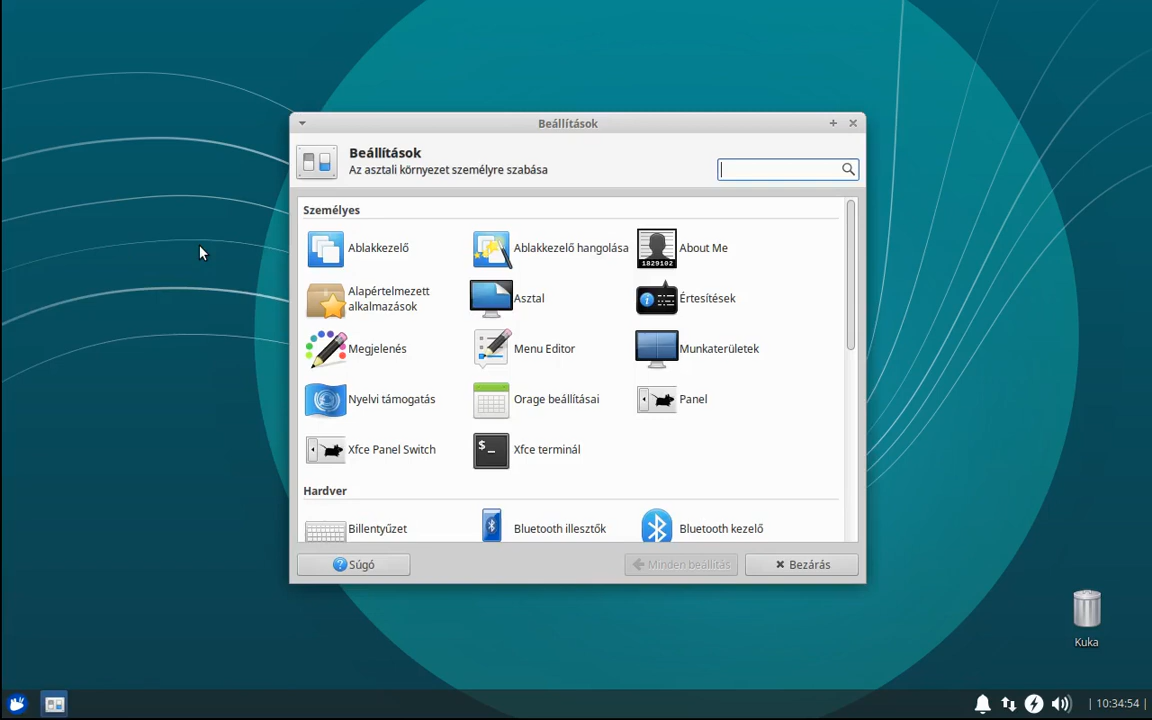 Beállítások
Beállítások
Az asztali környezet személyre szabása
Személyes
Ablakkezelő
Ablakkezelő hangolása
1829102
About Me
Alapértelmezett
alkalmazások
Asztal
Értesítések
Megjelenés
Menu Editor
Munkaterületek
Nyelvi támogatás
Orage beállításai
Panel
Xfce Panel Switch
$_
Xfce terminál
Hardver
Billentyűzet
Bluetooth illesztők
Bluetooth kezelő
Súgó
Minden beállítás
Bezárás
Kuka
10:34:54